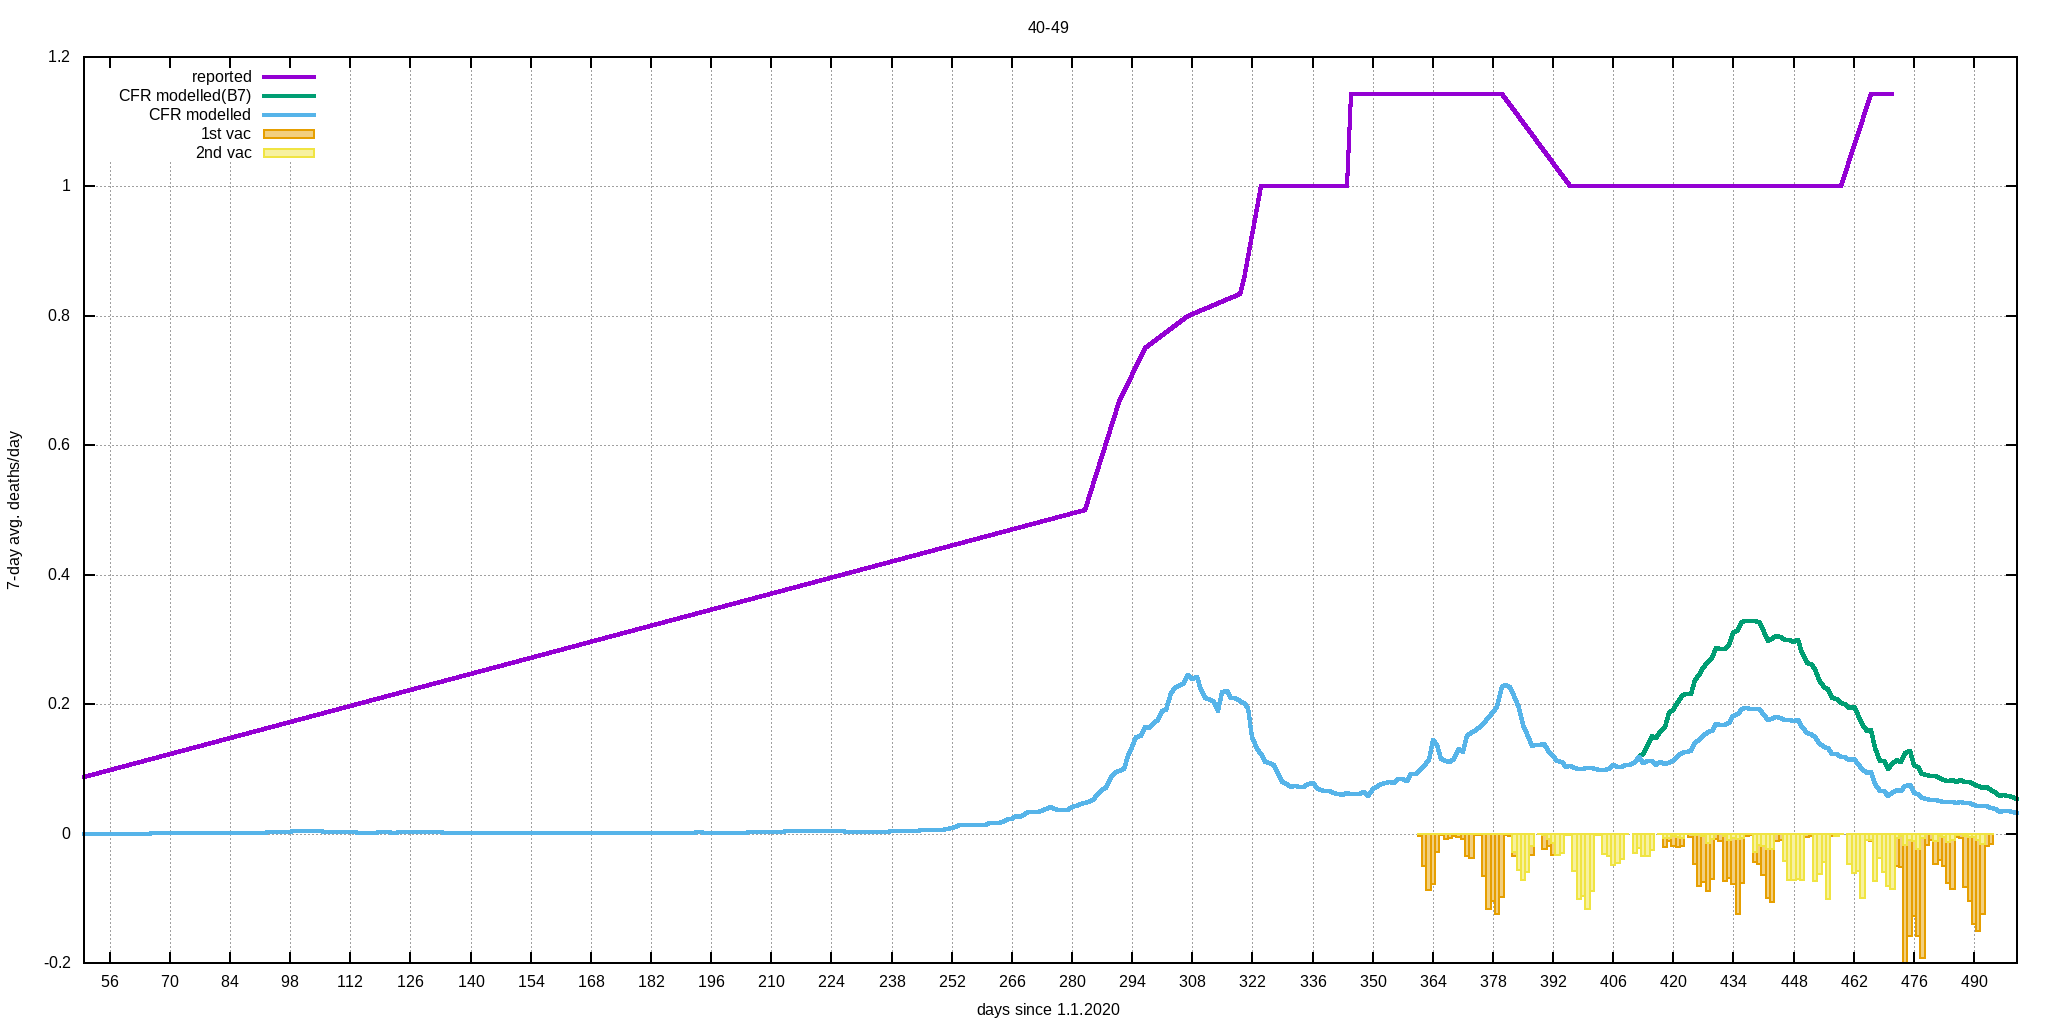 40-49
1.2
1
0.8
0.6
0.4
0.2
0
-0.2
7-day avg. deaths/day
reported
CFR modelled(B7)
CFR modelled
1st vac
2nd vac
56 70 84 98 112 126 140 154 168 182 196 210 224 238 252 266 280 294 308 322 336 350 364 378 392 406 420 434 448 462 476 490
days since 1.1.2020